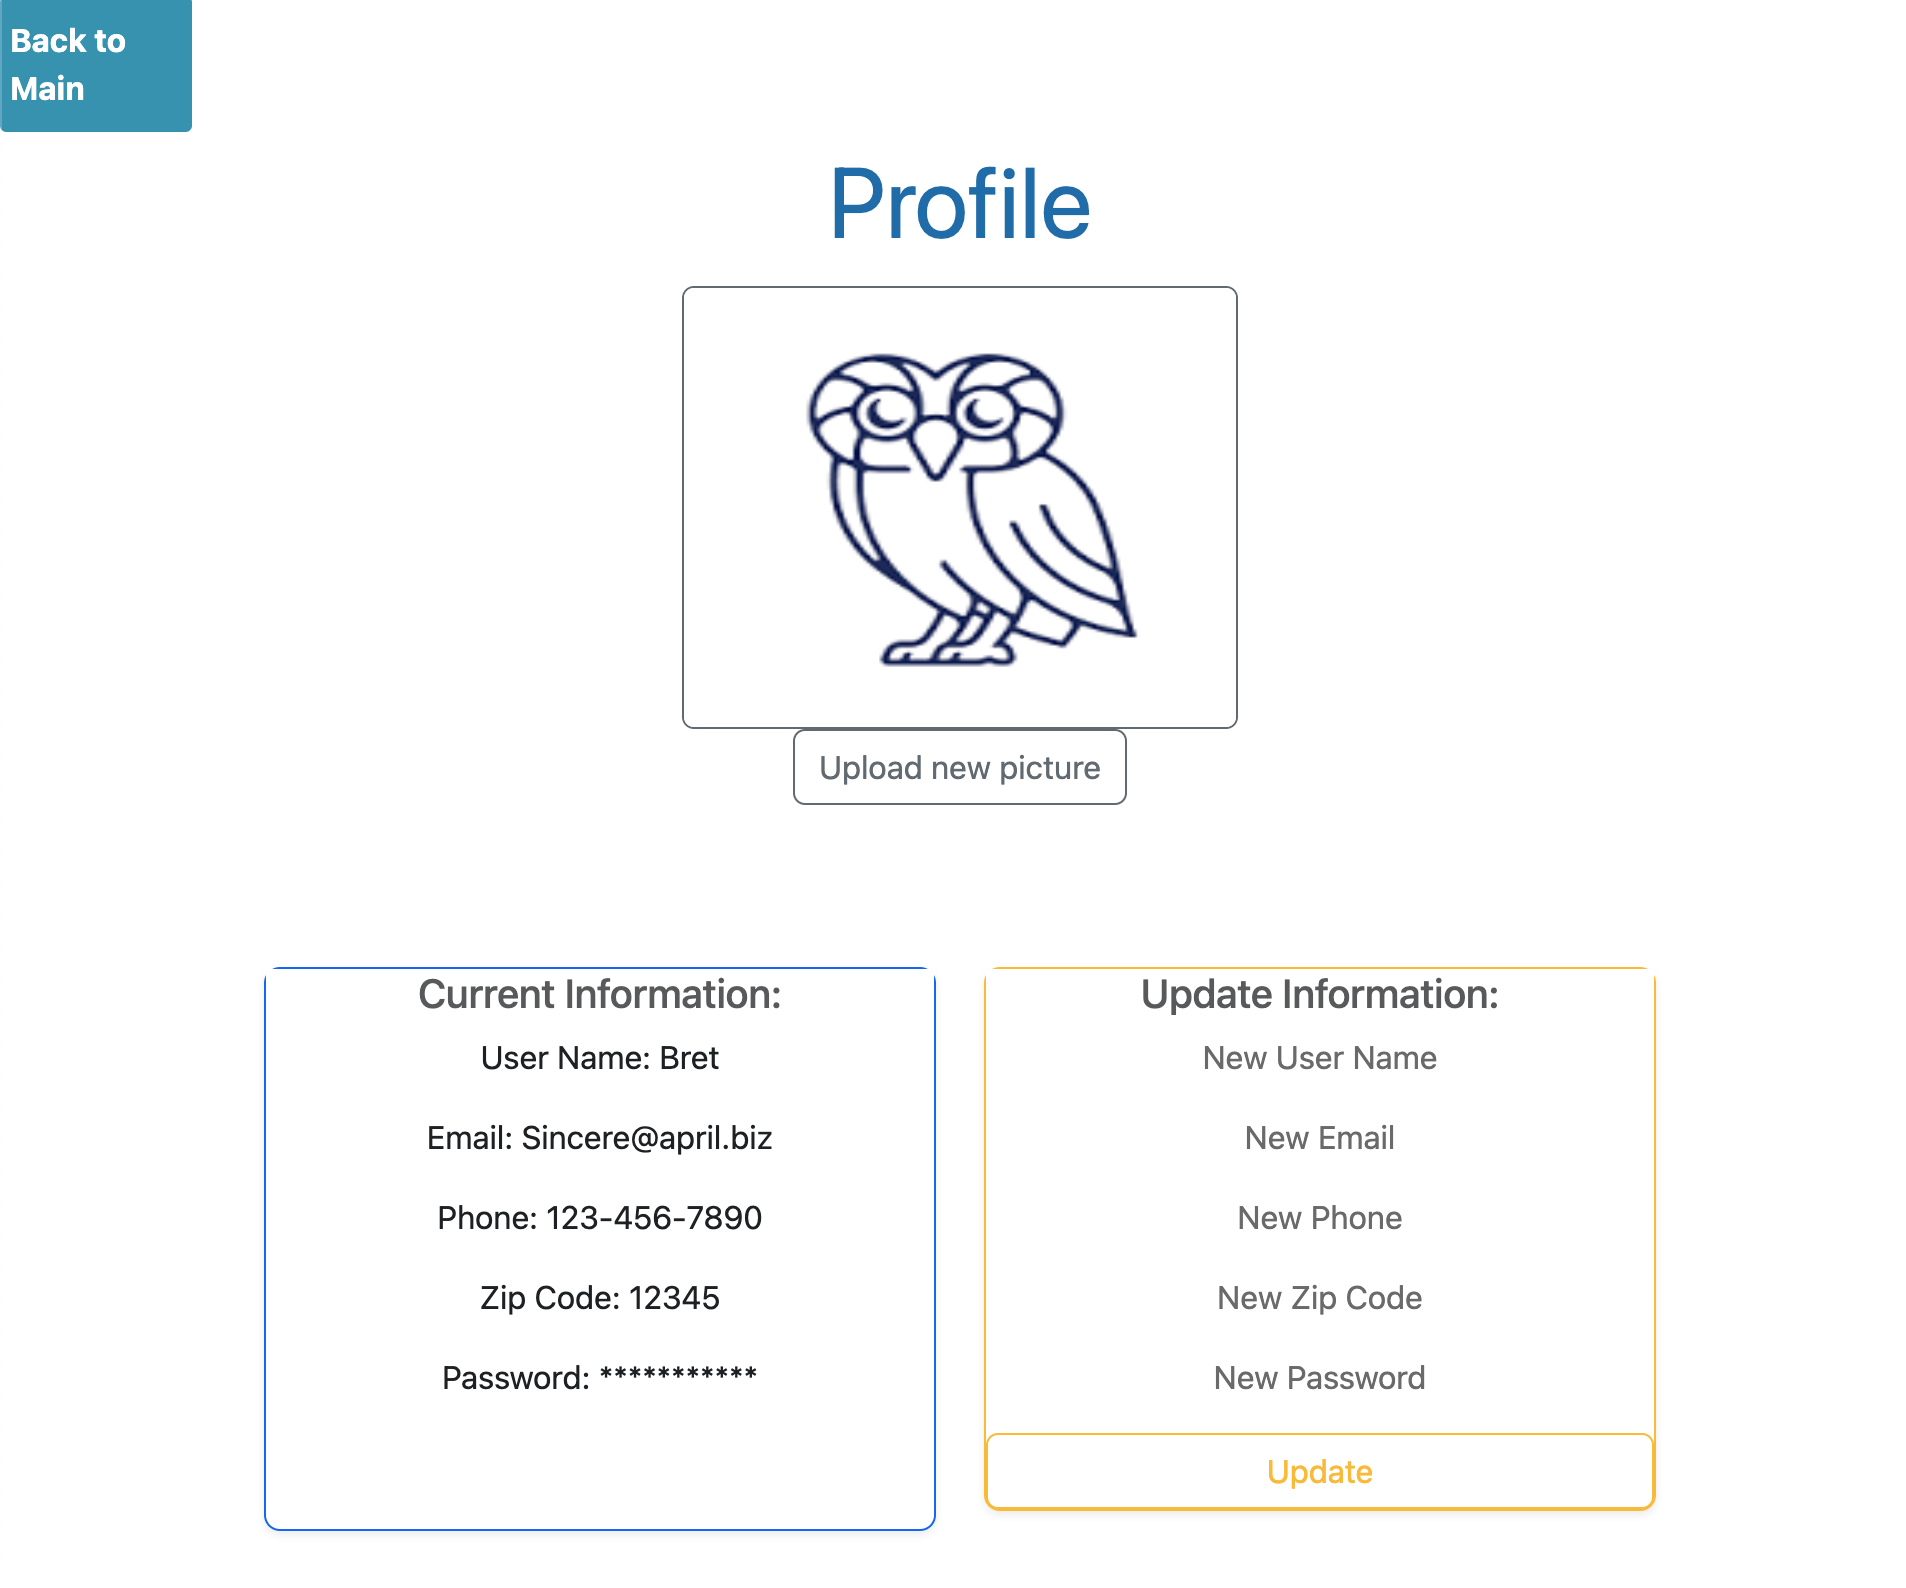 Back to
Main
Profile
Upload new picture
Current Information:
User Name: Bret
Email: Sincere@april.biz
Phone: 123-456-7890
Zip Code: 12345
Password: ***********
Update Information:
New User Name
New Email
New Phone
New Zip Code
New Password
Update